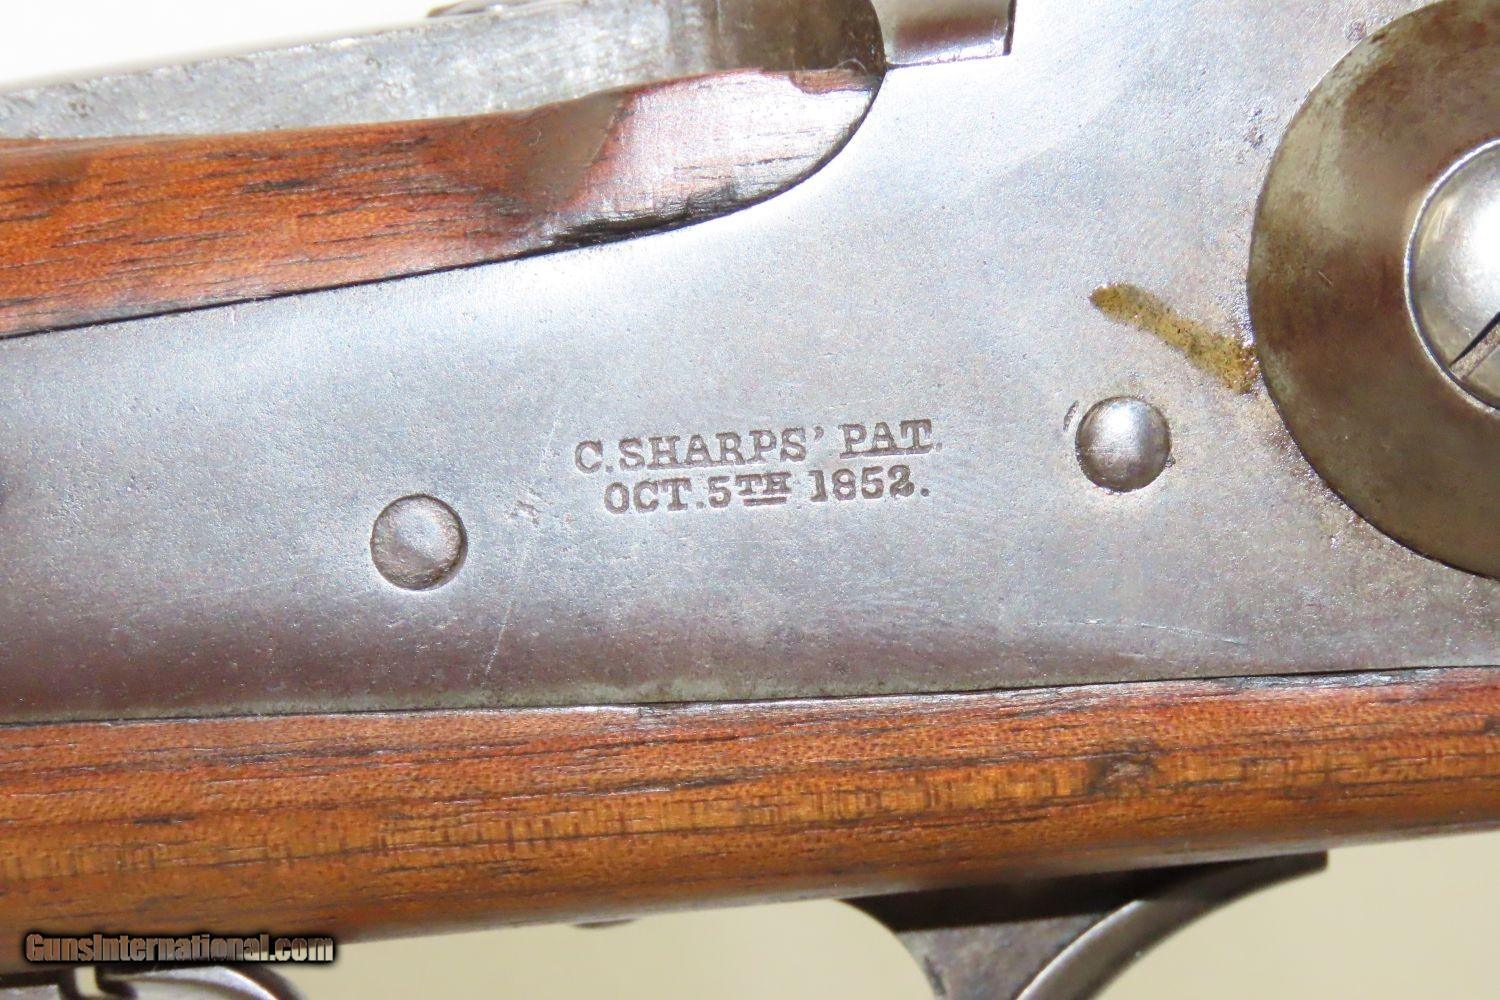 C. SHARPS' PAT.
OCT. 5TH 1852.
GunsInternational.com